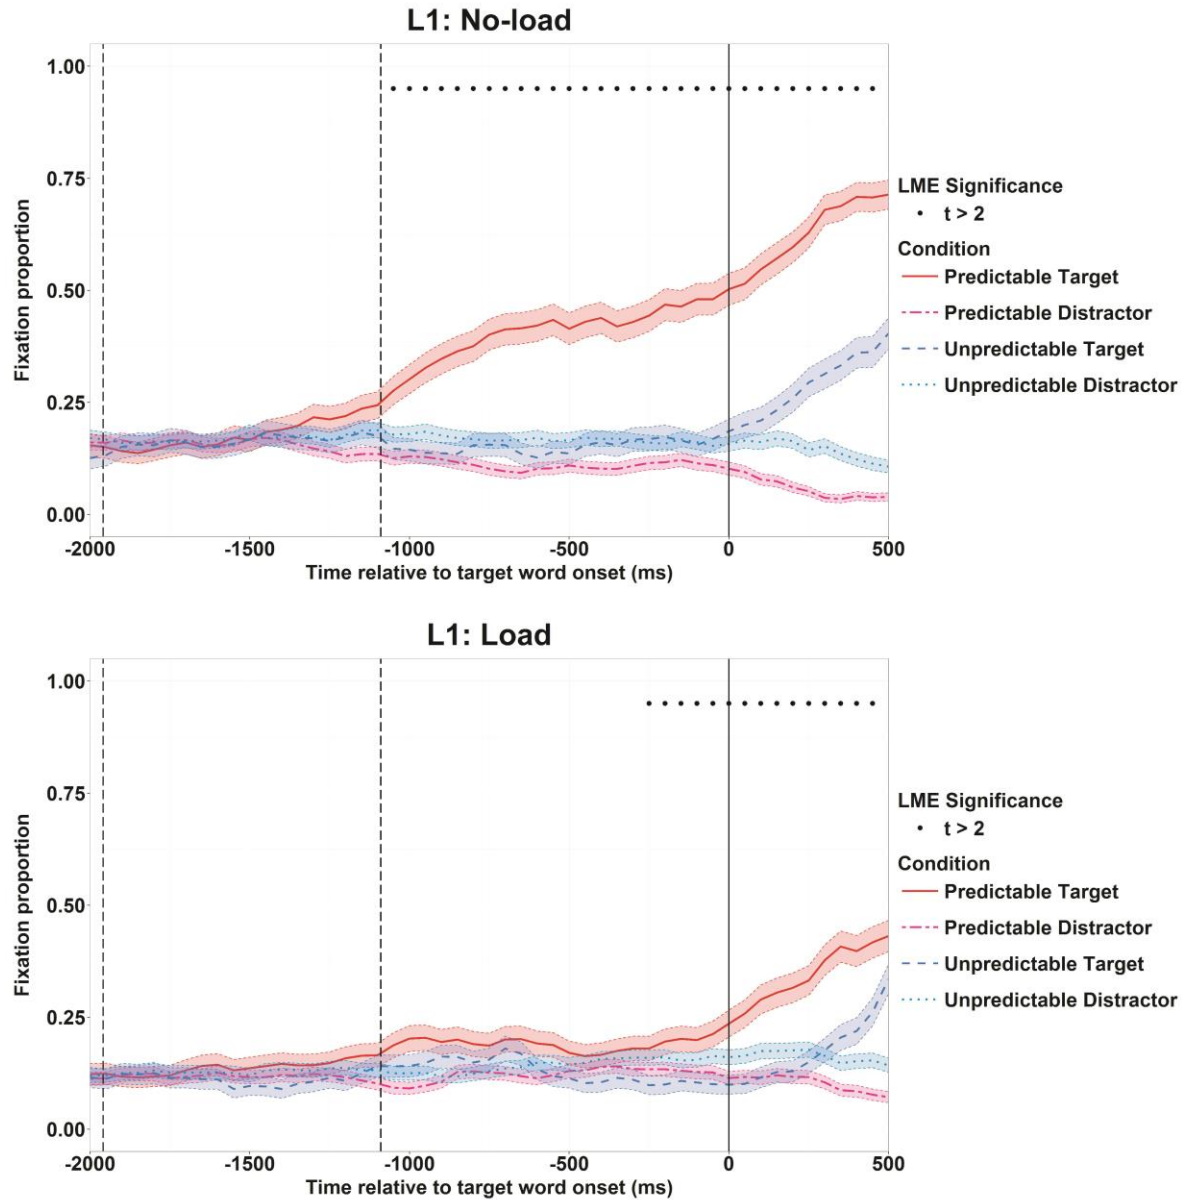 L1: No-load
1.00
0.75
0.50
0.25
0.00
Fixation proportion
-2000 -1500 -1000 -500 0 500
Time relative to target word onset (ms)
LME Significance
• t > 2
Condition
Predictable Target
Predictable Distractor
Unpredictable Target
Unpredictable Distractor
L1: Load
1.00
0.75
0.50
0.25
0.00
Fixation proportion
-2000 -1500 -1000 -500 0 500
Time relative to target word onset (ms)
LME Significance
• t > 2
Condition
Predictable Target
Predictable Distractor
Unpredictable Target
Unpredictable Distractor